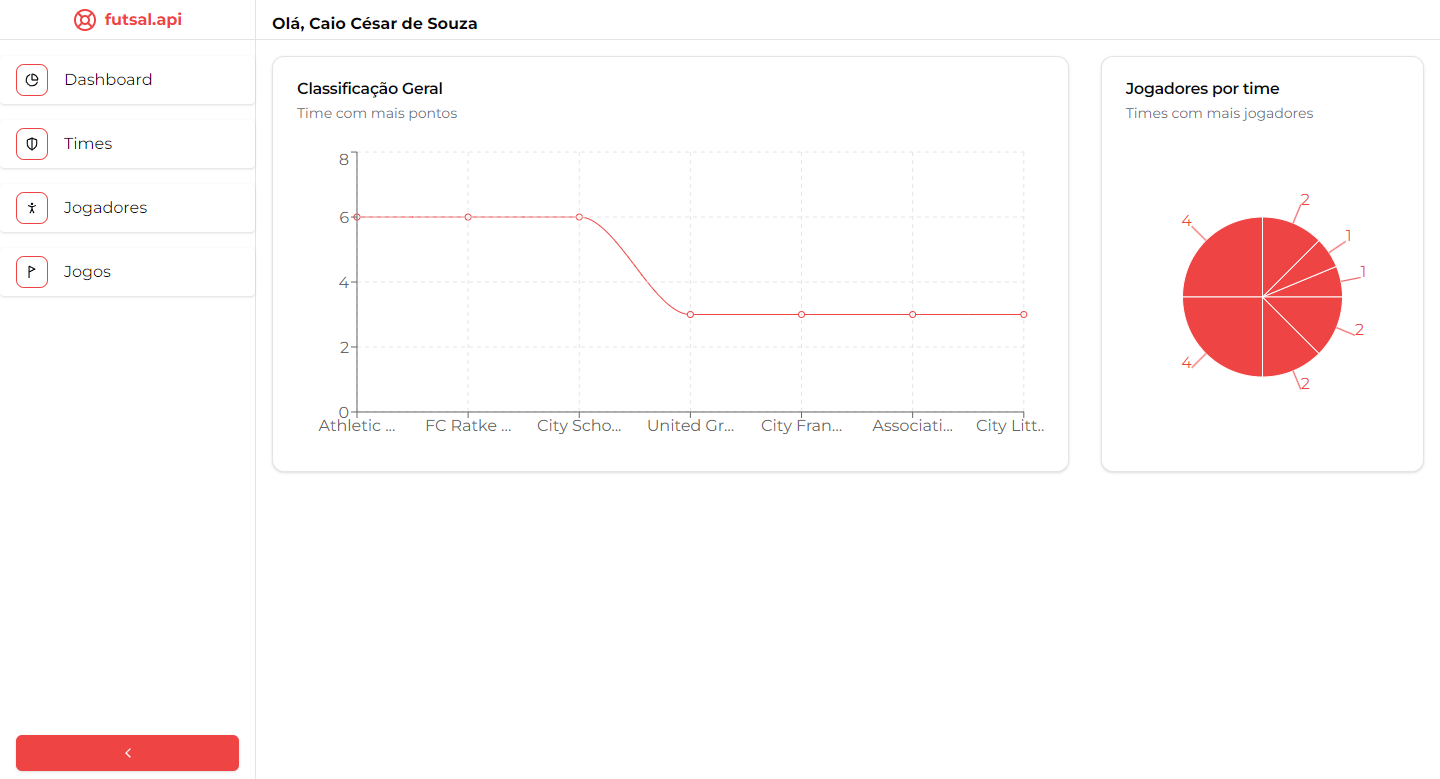 futsal.api
Olá, Caio César de Souza
Dashboard
Times
Jogadores
Jogos
Classificação Geral
Time com mais pontos
8
6
4
2
0
Athletic ...
FC Ratke ...
City Scho...
United Gr...
City Fran...
Associati...
City Litt..
Jogadores por time
Times com mais jogadores
2
4
1
1
2
4
2